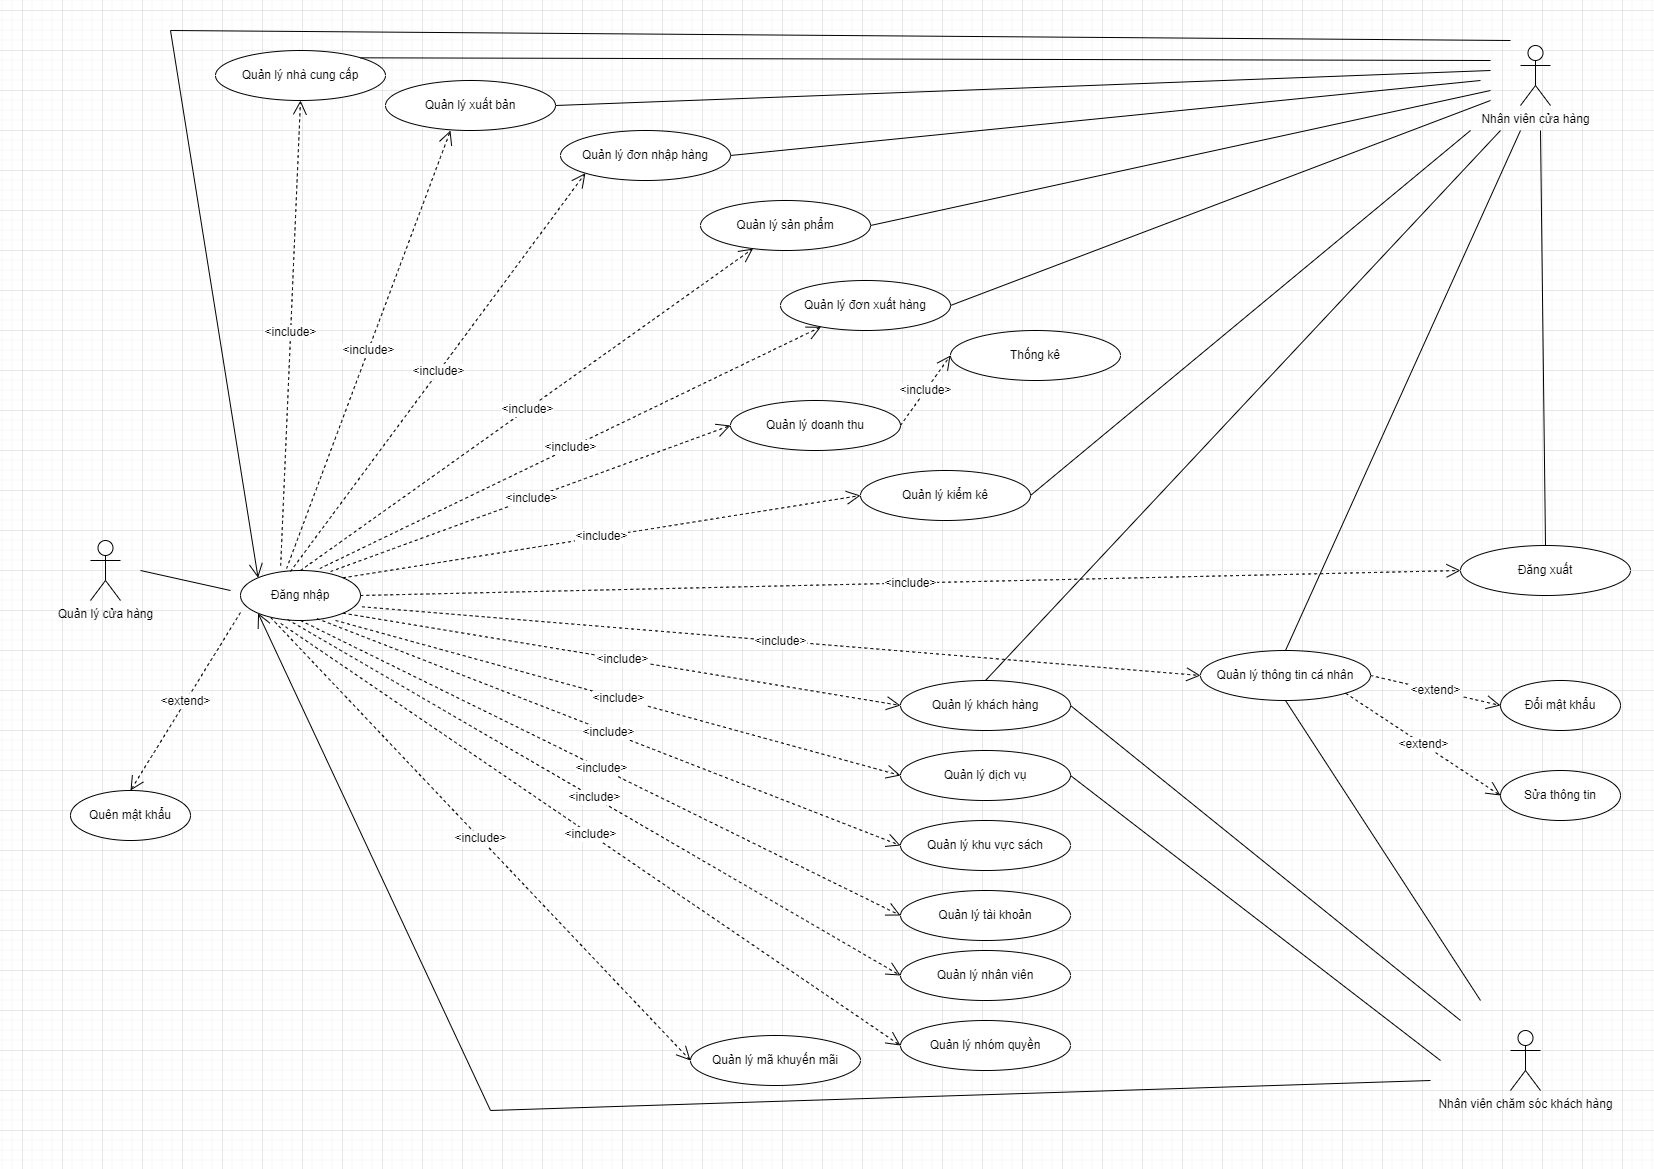 Quản lý nhà cung cấp
Quản lý xuất bản
Nhân viên cửa hàng
Quản lý đơn nhập hàng
Quản lý sản phẩm
Quản lý đơn xuất hàng
<include>
<include>
Thống kê
<include>
<include>
<include>
Quản lý doanh thu
<include>
<include>
Quản lý kiểm kê
<include>
Đăng xuất
<include>
Đăng nhập
Quản lý cửa hàng
<include>
<include>
Quản lý thông tin cá nhân
<extend>
<extend>
<include>
Quản lý khách hàng
Đổi mật khẩu
<include>
<extend>
<include>
Quản lý dịch vụ
<include>
Sửa thông tin
Quên mật khẩu
<include>
<include>
Quản lý khu vực sách
Quản lý tài khoản
Quản lý nhân viên
Quản lý nhóm quyền
Quản lý mã khuyến mãi
Nhân viên chăm sóc khách hàng